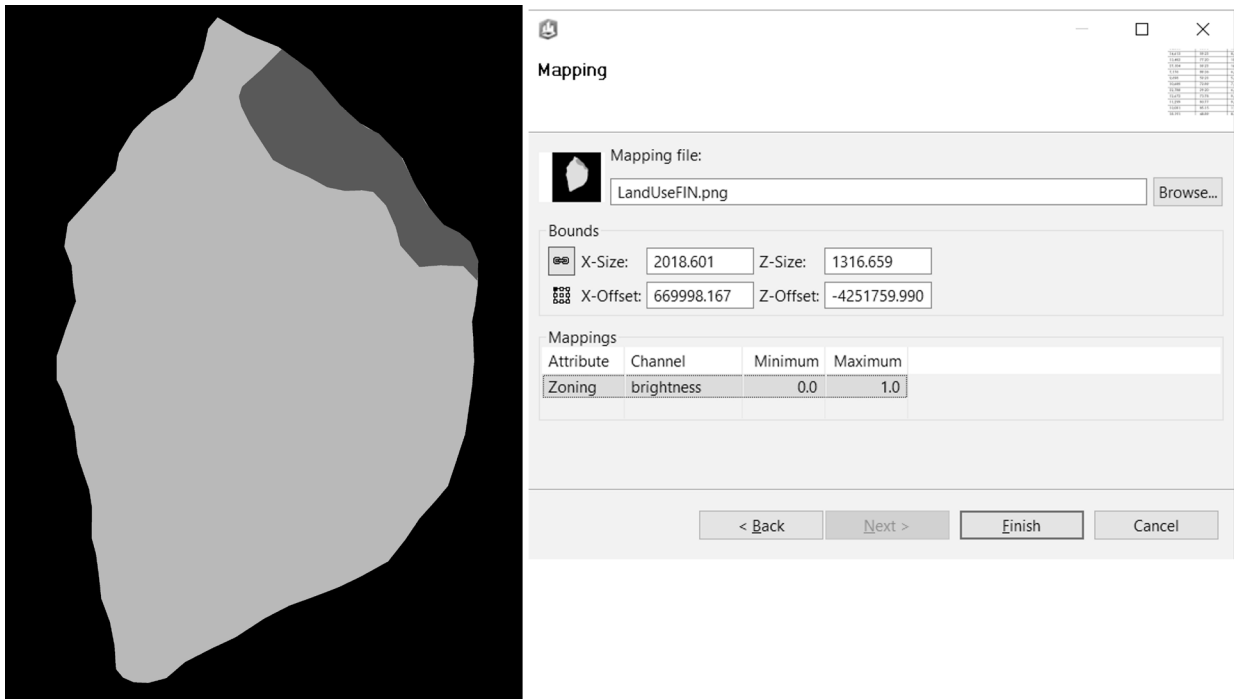 Mapping
Mapping file:
LandUseFIN.png
Browse...
Bounds
X-Size: 2018.601 Z-Size: 1316.659
X-Offset: 669998.167 Z-Offset: -4251759.990
Mappings
Attribute Channel Minimum Maximum
Zoning brightness 0.0 1.0
< Back Next > Finish Cancel